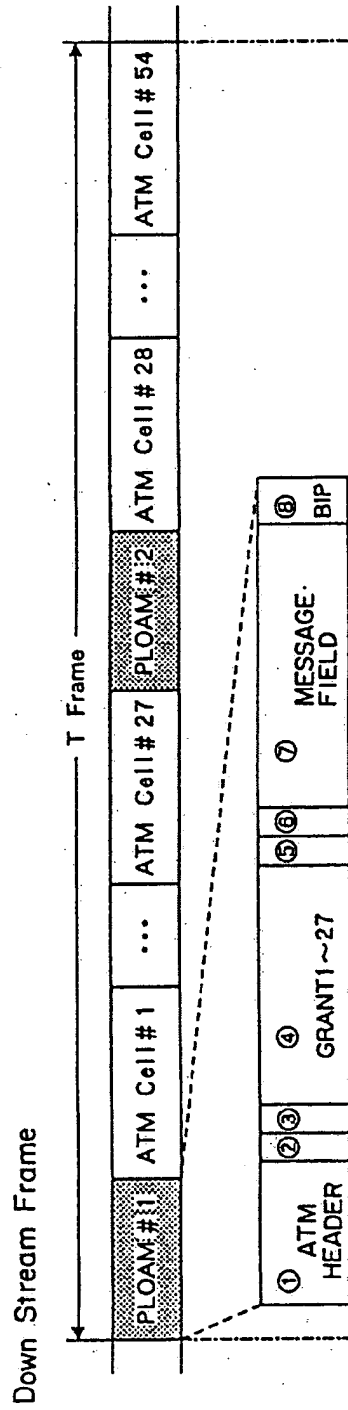 Down Stream Frame
T Frame
PLOAM#1
ATM Cell#1
...
ATM Cell#27
PLOAM#2
ATM Cell#28
...
ATM Cell#54
① ATM HEADER
②
③
④ GRANT1~27
⑤
⑥
⑦ MESSAGE FIELD
⑧ BIP